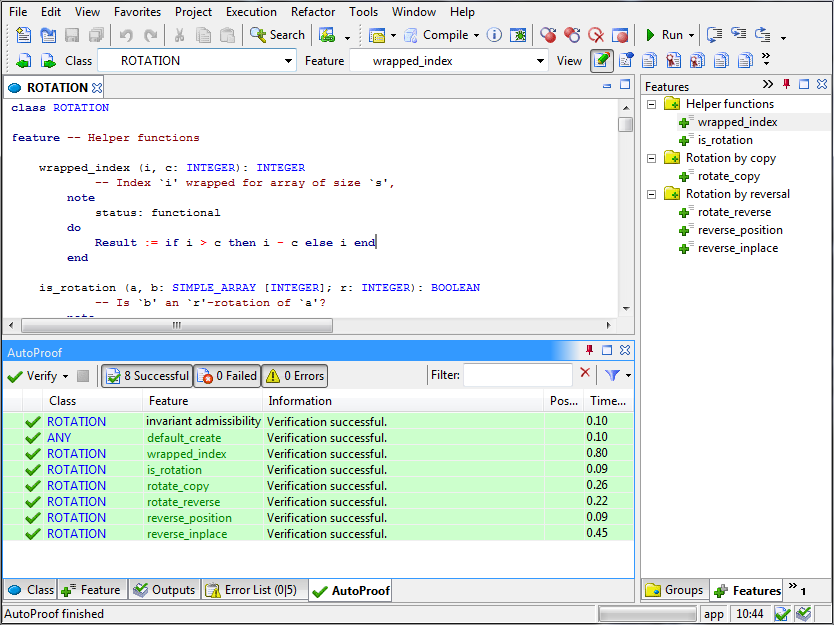 File Edit View Favorites Project Execution Refactor Tools Window Help
Search Compile Run
Class ROTATION Feature wrapped_index View
ROTATION
class ROTATION
feature -- Helper functions
wrapped_index (i, c: INTEGER): INTEGER
-- Index `i' wrapped for array of size `s',
note
status: functional
do
Result := if i > c then i - c else i end
end
is_rotation (a, b: SIMPLE_ARRAY [INTEGER]; r: INTEGER): BOOLEAN
-- Is `b' an `r'-rotation of `a'?
note
Features
Helper functions
wrapped_index
is_rotation
Rotation by copy
rotate_copy
Rotation by reversal
rotate_reverse
reverse_position
reverse_inplace
AutoProof
Verify 8 Successful 0 Failed 0 Errors Filter:
Class Feature Information Pos... Time...
ROTATION invariant admissibility Verification successful. 0.10
ANY default_create Verification successful. 0.10
ROTATION wrapped_index Verification successful. 0.80
ROTATION is_rotation Verification successful. 0.09
ROTATION rotate_copy Verification successful. 0.26
ROTATION rotate_reverse Verification successful. 0.22
ROTATION reverse_position Verification successful. 0.09
ROTATION reverse_inplace Verification successful. 0.45
Class Feature Outputs Error List (0|5) AutoProof
Groups Features 1
AutoProof finished app 10:44